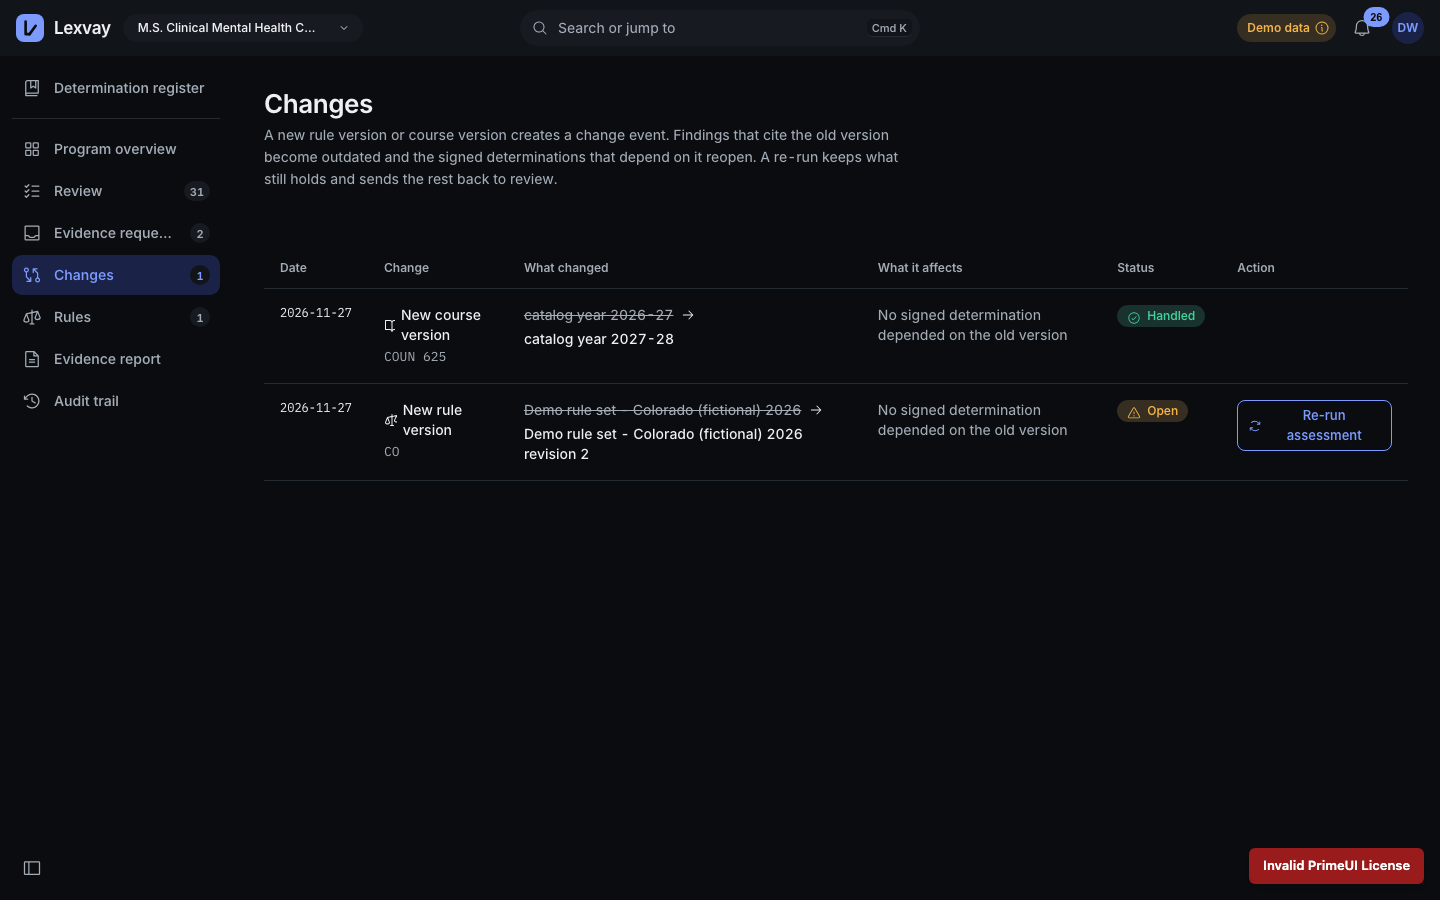 Lexvay
M.S. Clinical Mental Health C...
Search or jump to
Cmd K
Demo data
26
DW
Determination register
Program overview
Review 31
Evidence reque... 2
Changes 1
Rules 1
Evidence report
Audit trail
Changes
A new rule version or course version creates a change event. Findings that cite the old version
become outdated and the signed determinations that depend on it reopen. A re-run keeps what
still holds and sends the rest back to review.
Date Change What changed What it affects Status Action
2026-11-27
New course
version
COUN 625
catalog year 2026-27 →
catalog year 2027-28
No signed determination
depended on the old version
Handled
2026-11-27
New rule
version
CO
Demo rule set - Colorado (fictional) 2026 →
Demo rule set - Colorado (fictional) 2026
revision 2
No signed determination
depended on the old version
Open
Re-run
assessment
Invalid PrimeUI License